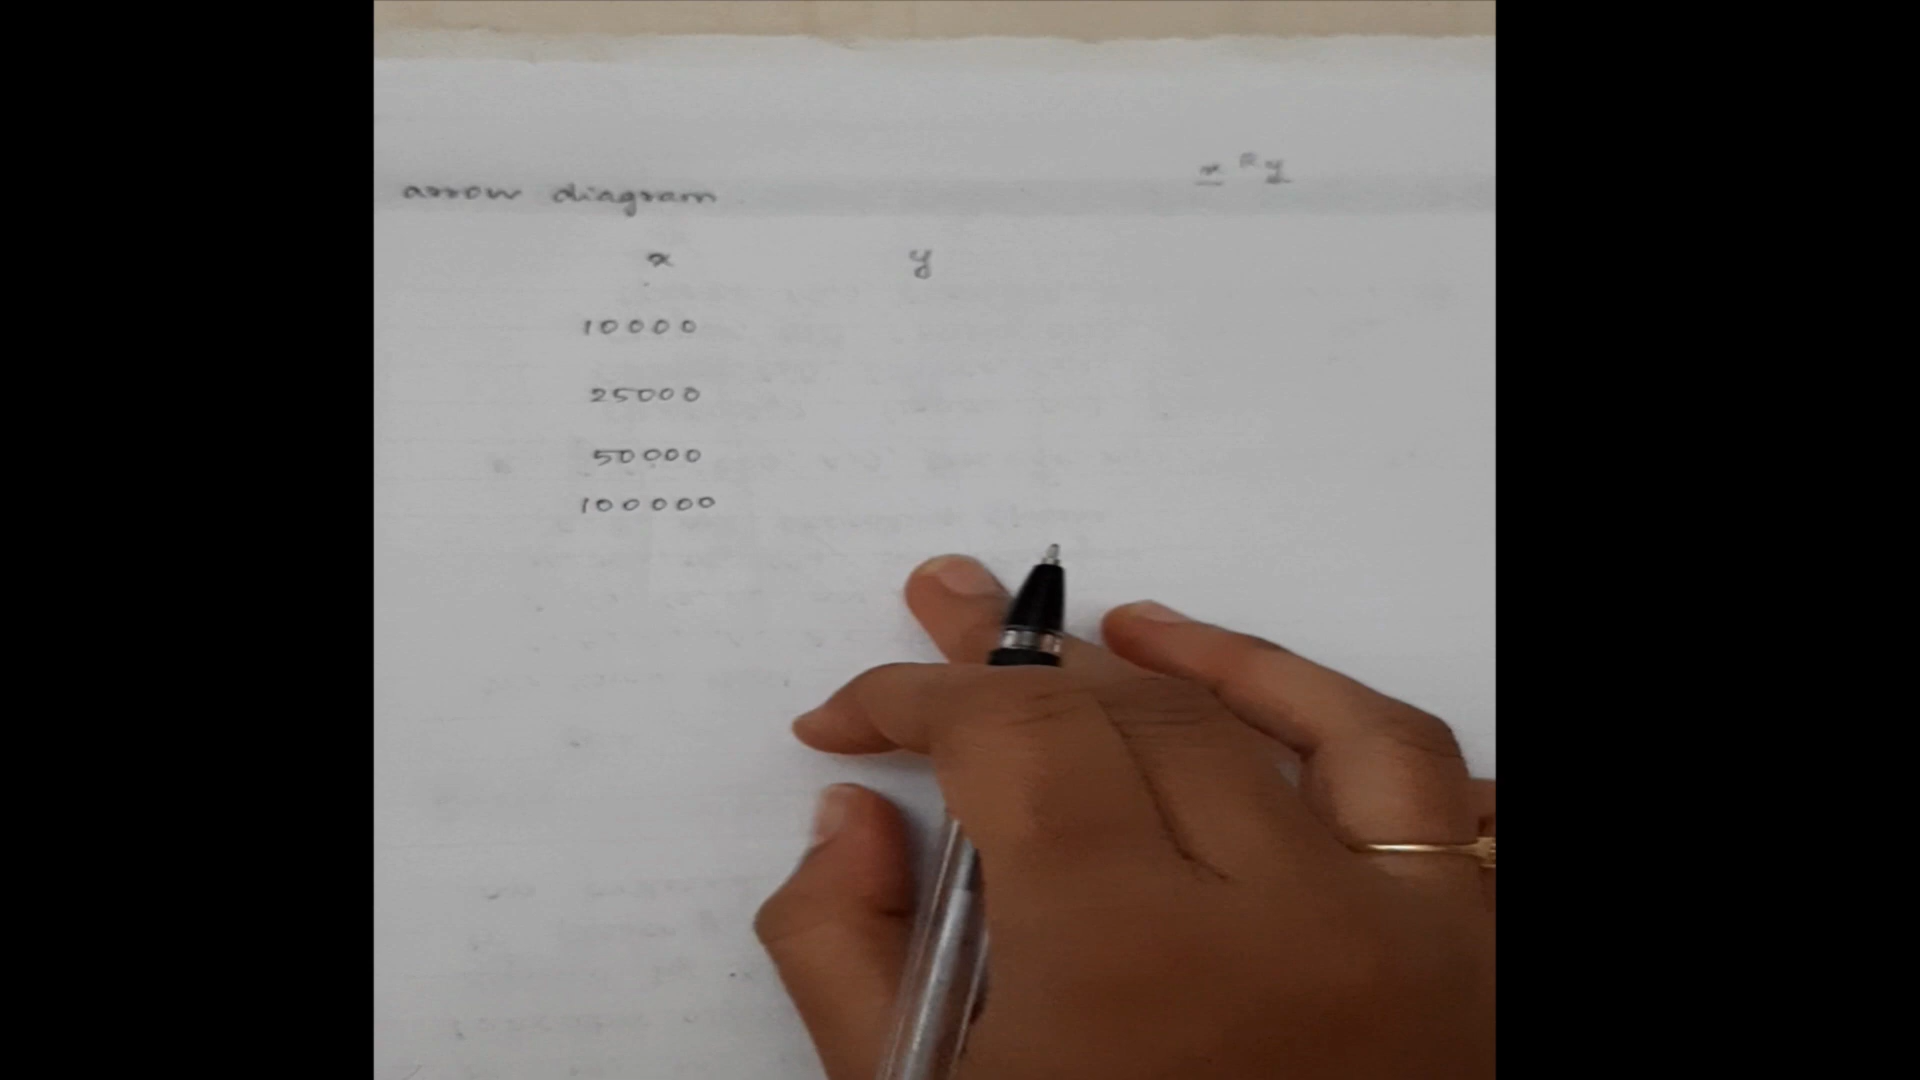 x R y
arrow diagram
x y
10000
25000
50000
100000